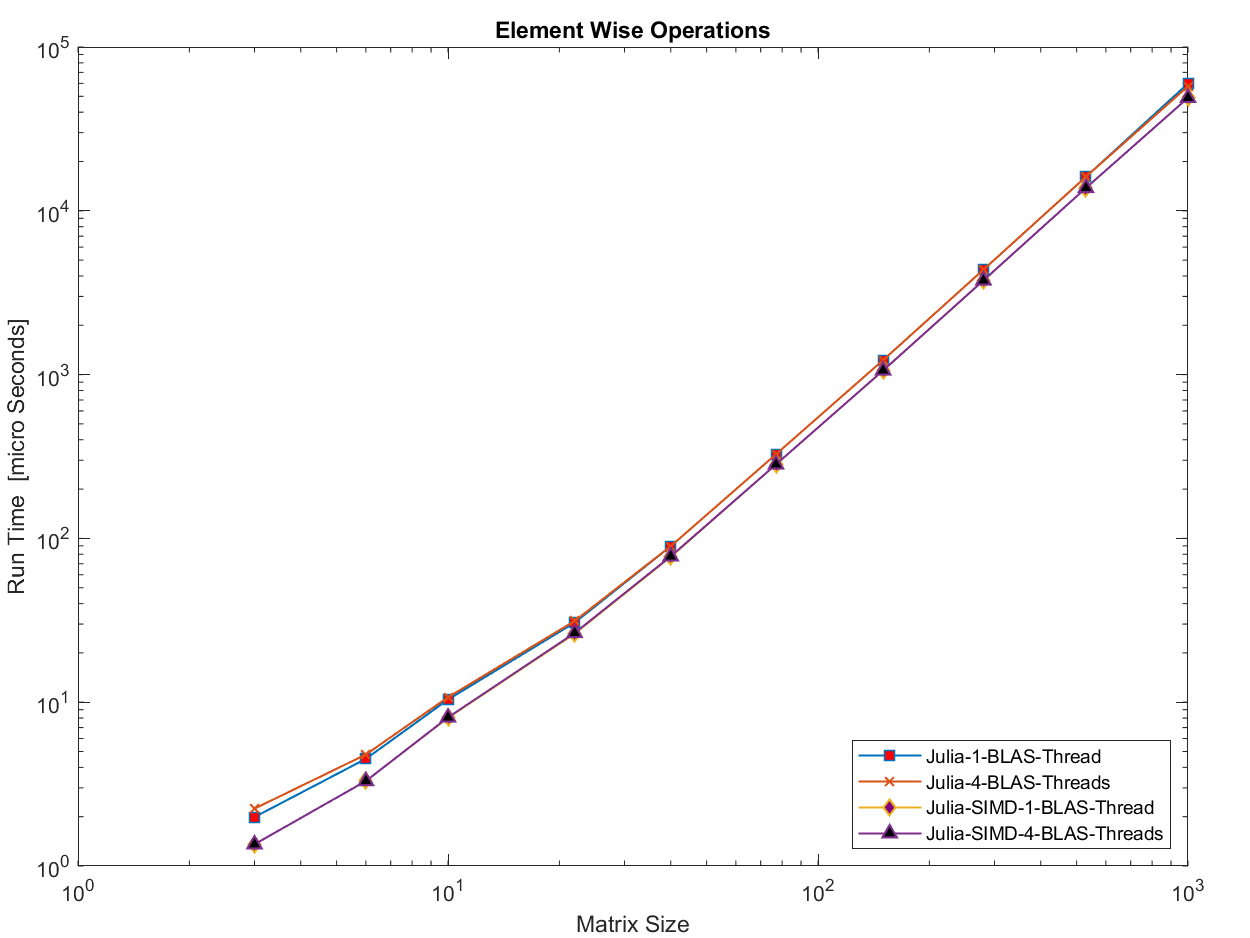 Element Wise Operations
10^5
10^4
10^3
10^2
10^1
10^0
Run Time [micro Seconds]
10^0 10^1 10^2 10^3
Matrix Size
Julia-1-BLAS-Thread
Julia-4-BLAS-Threads
Julia-SIMD-1-BLAS-Thread
Julia-SIMD-4-BLAS-Threads